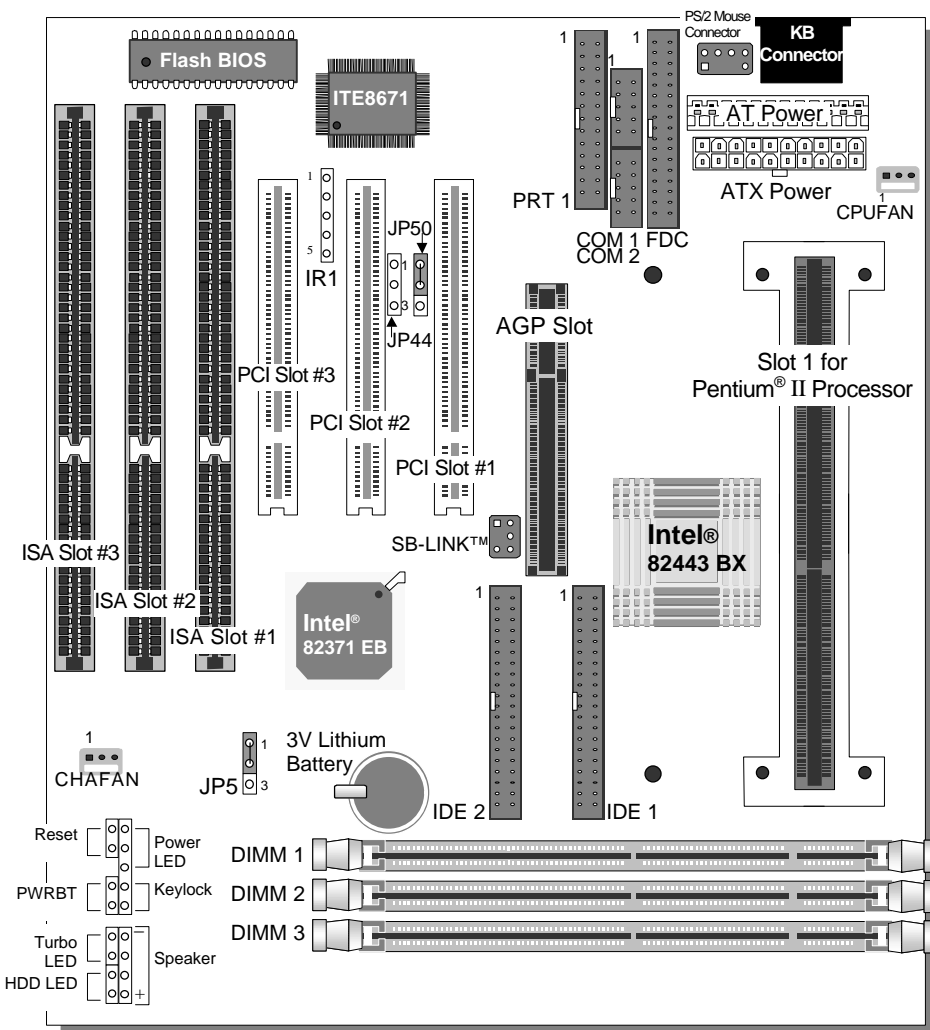 PS/2 Mouse
Connector
KB
Connector
1
1
1
Flash BIOS
ITE8671
AT Power
ATX Power
1
CPUFAN
PRT 1
COM 1
COM 2
FDC
1
5
IR1
JP50
1
3
JP44
AGP Slot
Slot 1 for
Pentium® II Processor
PCI Slot #3
PCI Slot #2
PCI Slot #1
SB-LINK™
Intel®
82443 BX
ISA Slot #3
ISA Slot #2
ISA Slot #1
Intel®
82371 EB
1
1
1
CHAFAN
1
3
JP5
3V Lithium
Battery
IDE 2
IDE 1
Reset
Power
LED
PWRBT
Keylock
Turbo
LED
HDD LED
Speaker
−
+
DIMM 1
DIMM 2
DIMM 3